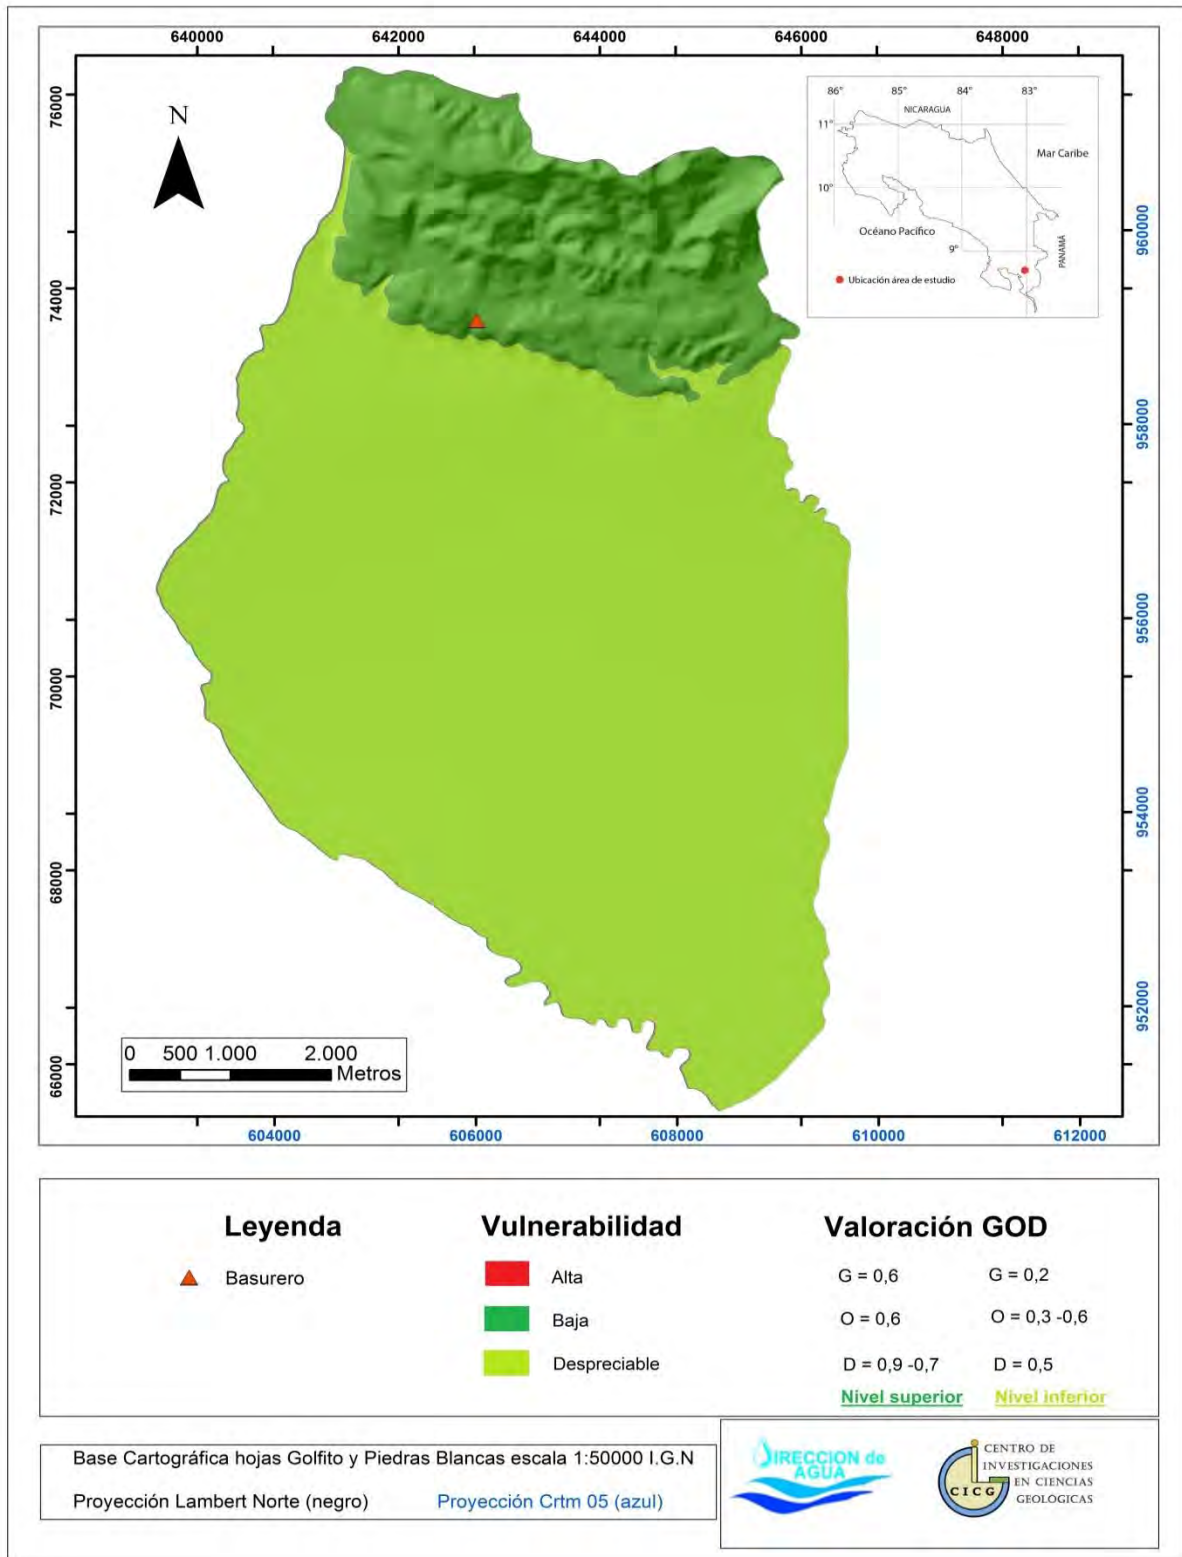 640000 642000 644000 646000 648000
76000
74000
72000
70000
68000
66000
N
86° 85° 84° 83°
NICARAGUA
11°
Mar Caribe
10°
Océano Pacífico
9°
PANAMÁ
Ubicación área de estudio
960000
958000
956000
954000
952000
0 500 1.000 2.000
Metros
604000 606000 608000 610000 612000
Leyenda
Basurero
Vulnerabilidad
Alta
Baja
Despreciable
Valoración GOD
G = 0,6 G = 0,2
O = 0,6 O = 0,3 -0,6
D = 0,9 -0,7 D = 0,5
Nivel superior Nivel inferior
Base Cartográfica hojas Golfito y Piedras Blancas escala 1:50000 I.G.N
Proyección Lambert Norte (negro) Proyección Crtm 05 (azul)
DIRECCION de
AGUA
CICG
CENTRO DE
INVESTIGACIONES
EN CIENCIAS
GEOLÓGICAS